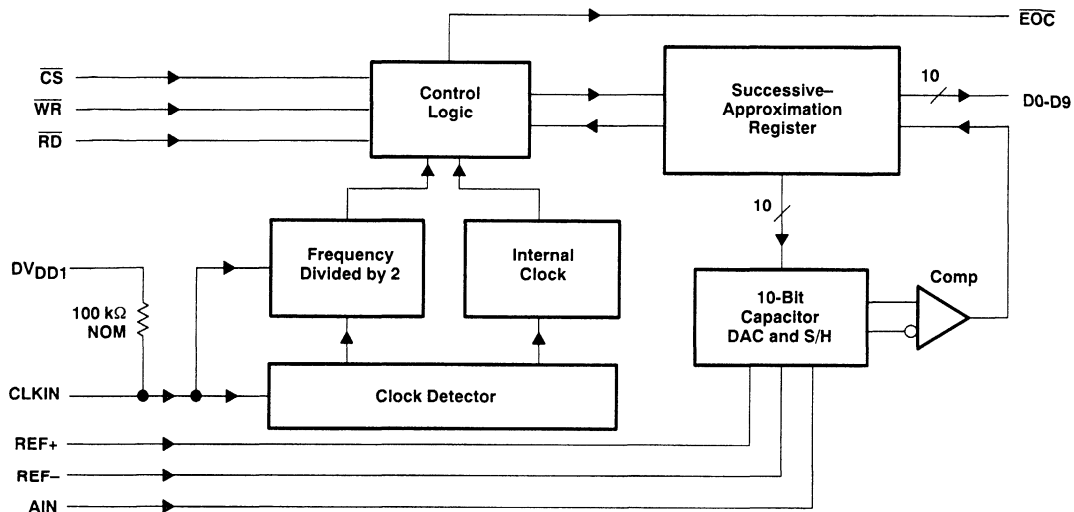 EOC
CS
WR
RD
Control
Logic
Successive–
Approximation
Register
10
D0-D9
10
DVDD1
100 kΩ
NOM
Frequency
Divided by 2
Internal
Clock
Comp
10-Bit
Capacitor
DAC and S/H
CLKIN
Clock Detector
REF+
REF–
AIN